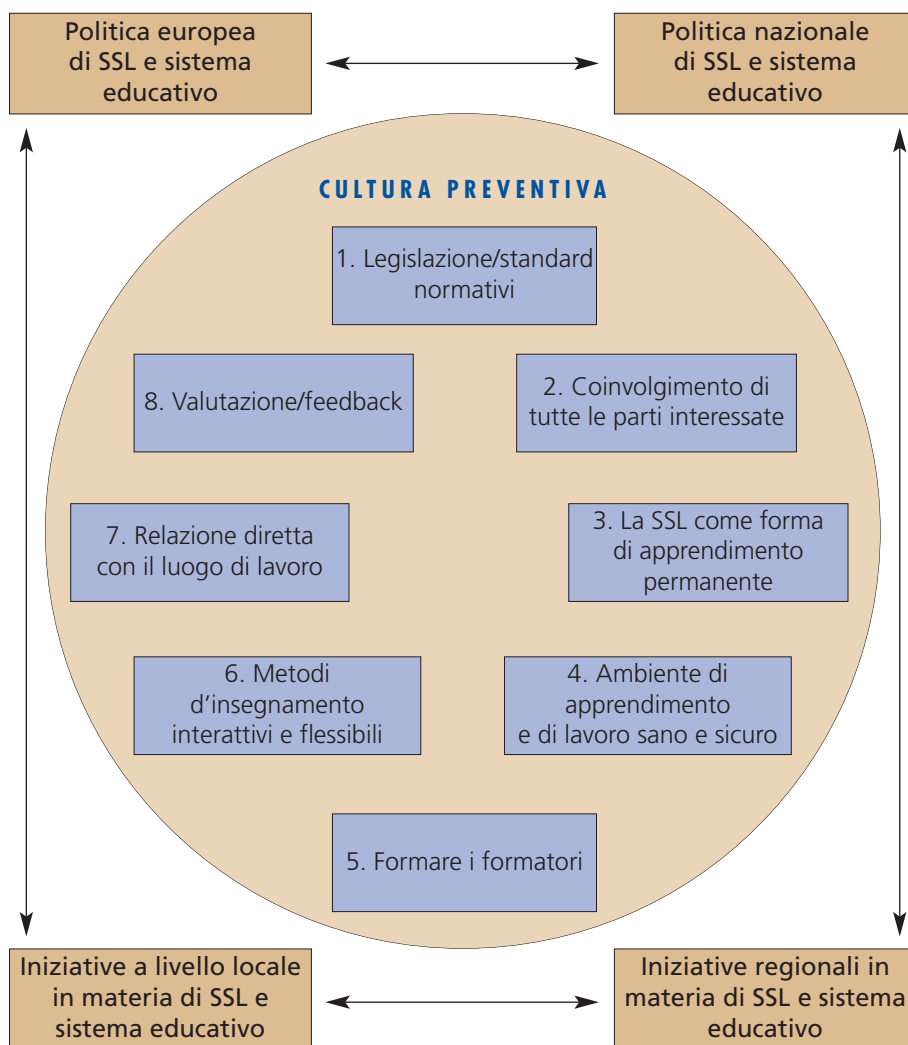 Politica europea
di SSL e sistema
educativo
Politica nazionale
di SSL e sistema
educativo
CULTURA PREVENTIVA
1. Legislazione/standard
normativi
8. Valutazione/feedback
2. Coinvolgimento di
tutte le parti interessate
7. Relazione diretta
con il luogo di lavoro
3. La SSL come forma
di apprendimento
permanente
6. Metodi
d’insegnamento
interattivi e flessibili
4. Ambiente di
apprendimento
e di lavoro sano e sicuro
5. Formare i formatori
Iniziative a livello locale
in materia di SSL e
sistema educativo
Iniziative regionali in
materia di SSL e sistema
educativo